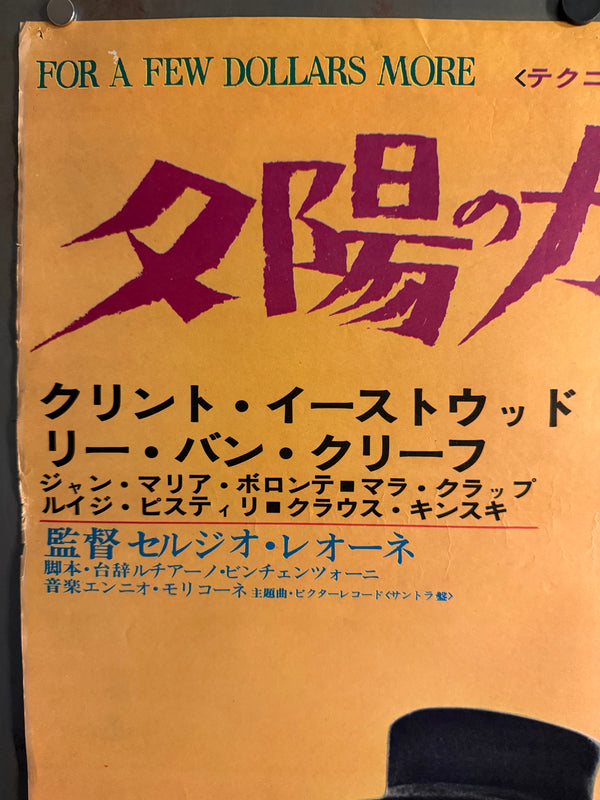 FOR A FEW DOLLARS MORE <テクニ
夕陽の
クリント・イーストウッド
リー・バン・クリーフ
ジャン・マリア・ボロンテ■マラ・クラップ
ルイジ・ピスティリ■クラウス・キンスキ
監督 セルジオ・レオーネ
脚本・台辞ルチアーノ・ビンチェンツォーニ
音楽エンニオ・モリコーネ 主題曲・ビクターレコード〈サントラ盤〉